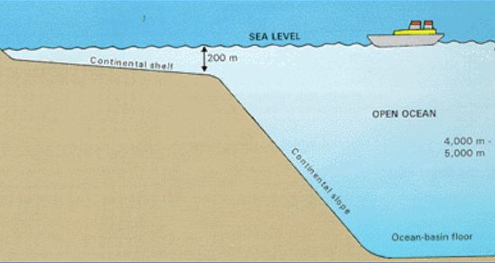 SEA LEVEL
Continental shelf
200 m
OPEN OCEAN
4,000 m -
5,000 m
Continental slope
Ocean-basin floor